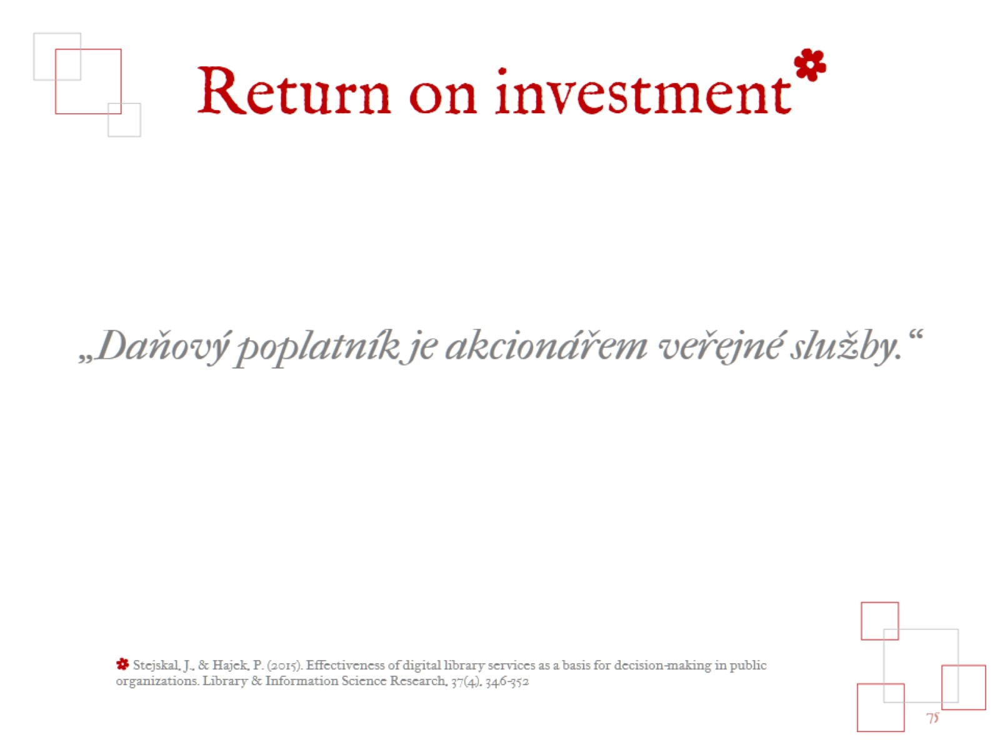 Return on investment*
„Daňový poplatník je akcionářem veřejné služby.“
* Stejskal, J., & Hajek, P. (2015). Effectiveness of digital library services as a basis for decision-making in public
organizations. Library & Information Science Research, 37(4), 346-352
75